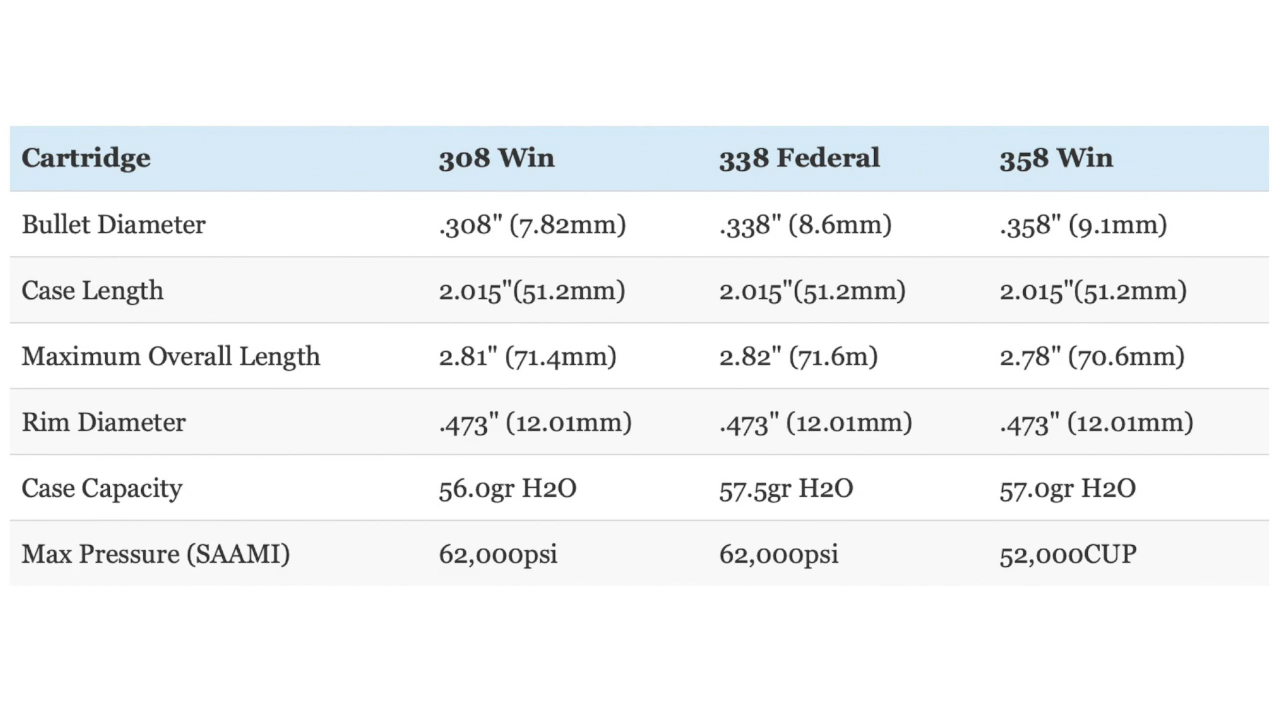 Cartridge 308 Win 338 Federal 358 Win
Bullet Diameter .308" (7.82mm) .338" (8.6mm) .358" (9.1mm)
Case Length 2.015"(51.2mm) 2.015"(51.2mm) 2.015"(51.2mm)
Maximum Overall Length 2.81" (71.4mm) 2.82" (71.6m) 2.78" (70.6mm)
Rim Diameter .473" (12.01mm) .473" (12.01mm) .473" (12.01mm)
Case Capacity 56.0gr H2O 57.5gr H2O 57.0gr H2O
Max Pressure (SAAMI) 62,000psi 62,000psi 52,000CUP